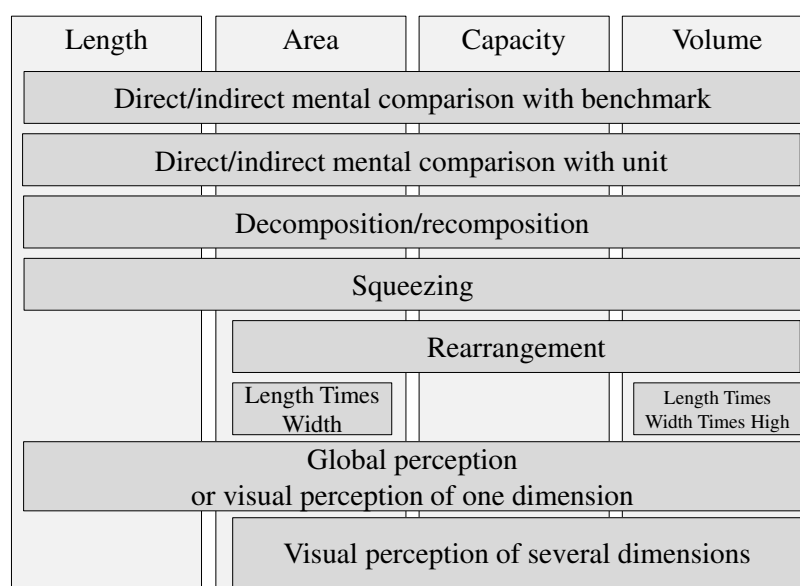 Length
Area
Capacity
Volume
Direct/indirect mental comparison with benchmark
Direct/indirect mental comparison with unit
Decomposition/recomposition
Squeezing
Rearrangement
Length Times
Width
Length Times
Width Times High
Global perception
or visual perception of one dimension
Visual perception of several dimensions